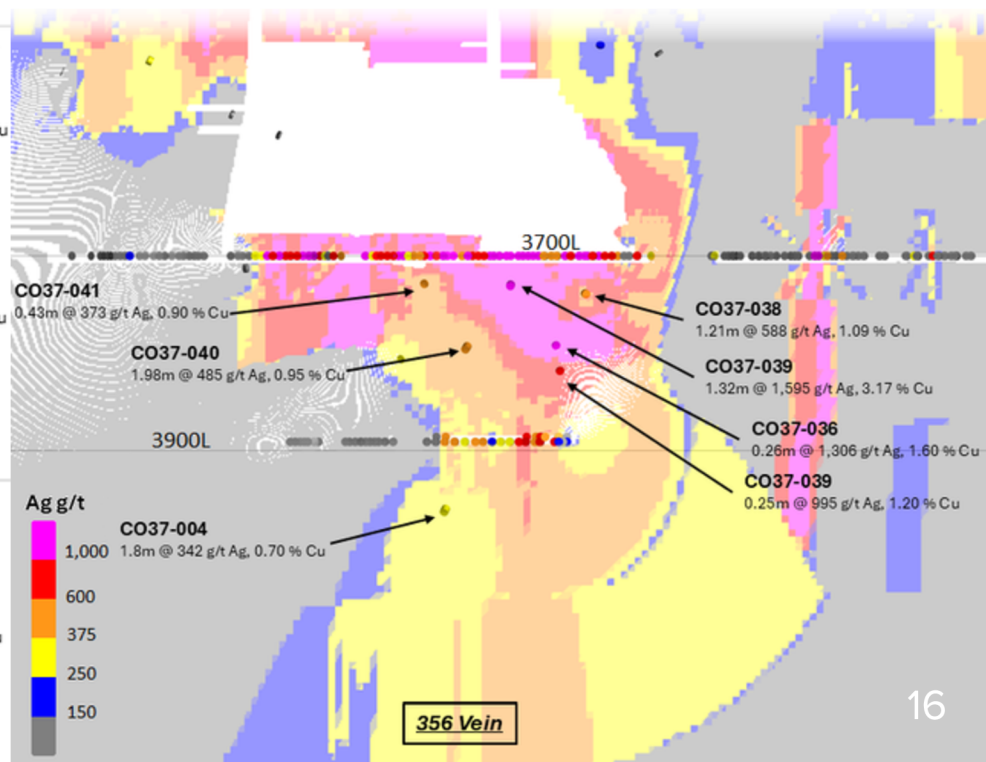 3700L
CO37-041
0.43m @ 373 g/t Ag, 0.90 % Cu
CO37-038
1.21m @ 588 g/t Ag, 1.09 % Cu
CO37-040
1.98m @ 485 g/t Ag, 0.95 % Cu
CO37-039
1.32m @ 1,595 g/t Ag, 3.17 % Cu
CO37-036
0.26m @ 1,306 g/t Ag, 1.60 % Cu
3900L
CO37-039
0.25m @ 995 g/t Ag, 1.20 % Cu
Ag g/t
CO37-004
1.8m @ 342 g/t Ag, 0.70 % Cu
1,000
600
375
250
150
356 Vein
16